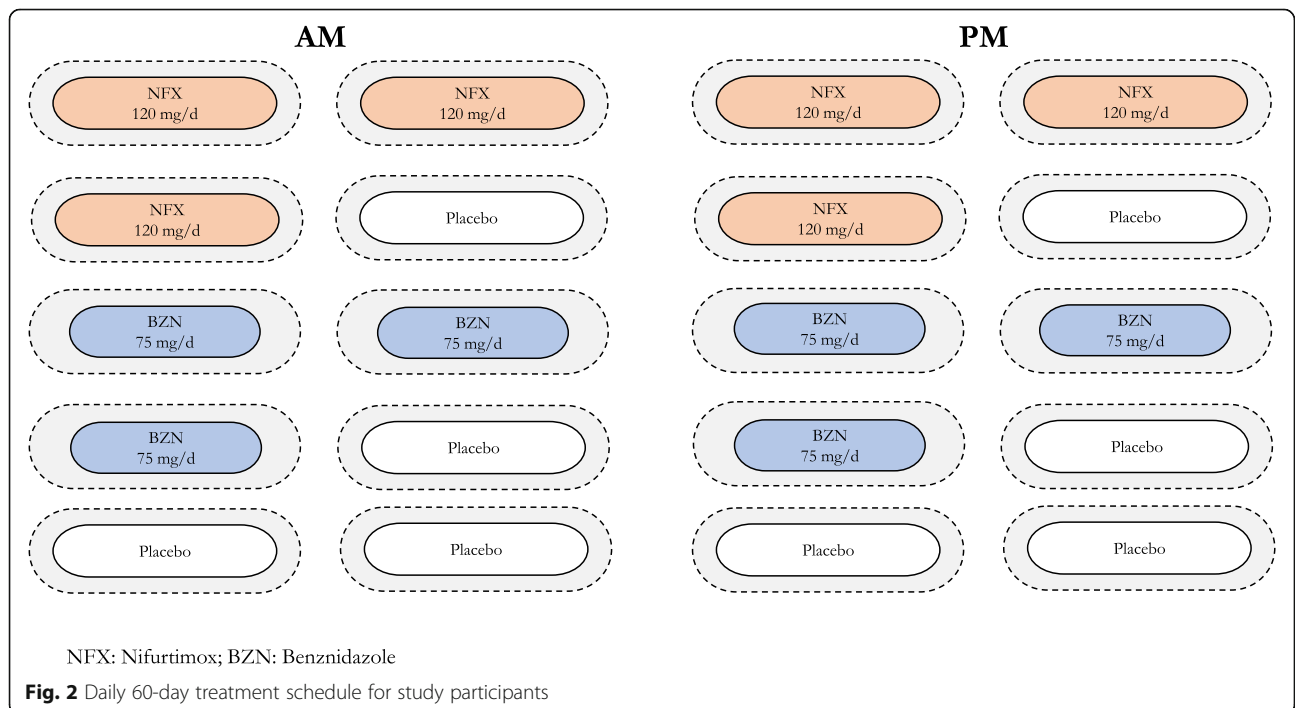 AM
PM
NFX
120 mg/d
NFX
120 mg/d
NFX
120 mg/d
NFX
120 mg/d
NFX
120 mg/d
Placebo
NFX
120 mg/d
Placebo
BZN
75 mg/d
BZN
75 mg/d
BZN
75 mg/d
BZN
75 mg/d
BZN
75 mg/d
Placebo
BZN
75 mg/d
Placebo
Placebo
Placebo
Placebo
Placebo
NFX: Nifurtimox; BZN: Benznidazole
Fig. 2 Daily 60-day treatment schedule for study participants